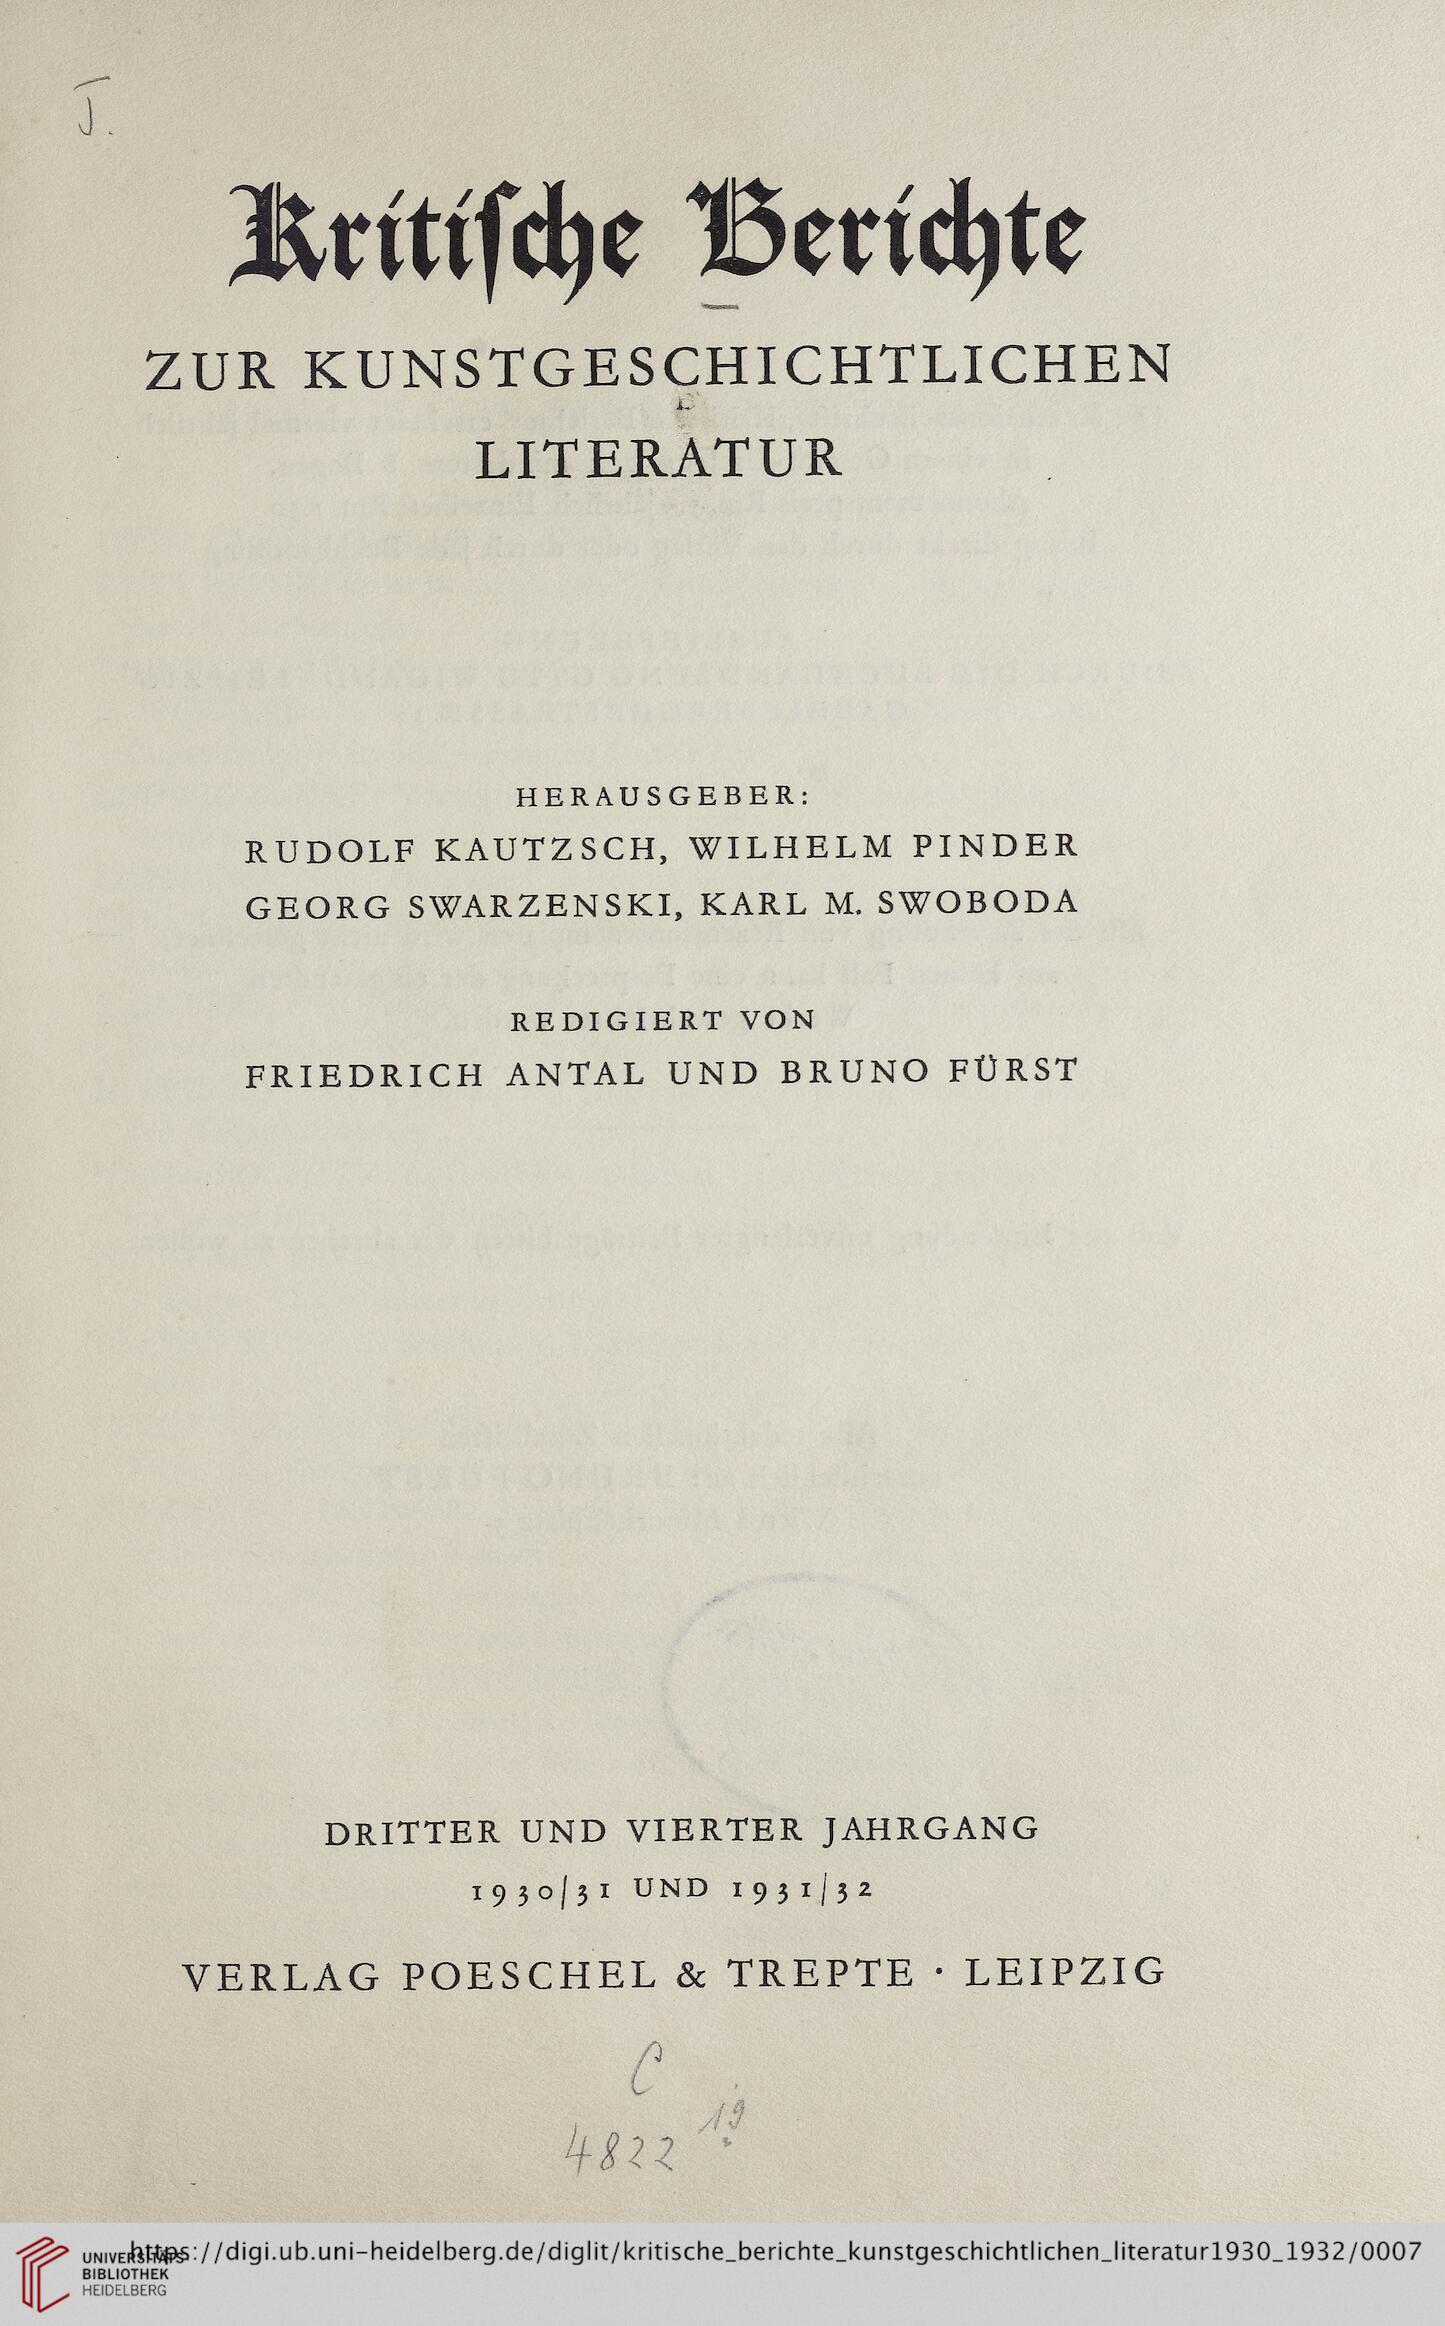 J.
Kritiſche Berichte
ZUR KUNSTGESCHICHTLICHEN
LITERATUR
HERAUSGEBER:
RUDOLF KAUTZSCH, WILHELM PINDER
GEORG SWARZENSKI, KARL M. SWOBODA
REDIGIERT VON
FRIEDRICH ANTAL UND BRUNO FÜRST
DRITTER UND VIERTER JAHRGANG
1930/31 UND 1931/32
VERLAG POESCHEL & TREPTE · LEIPZIG
C
4822 19
https://digi.ub.uni-heidelberg.de/diglit/kritische_berichte_kunstgeschichtlichen_literatur1930_1932/0007
UNIVERSITÄTS
BIBLIOTHEK
HEIDELBERG